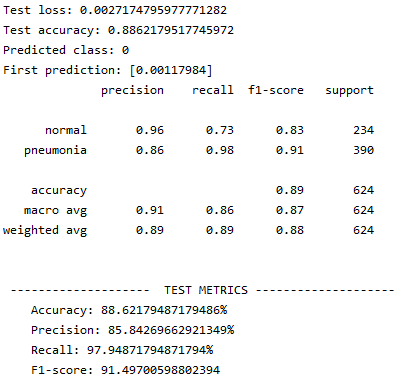 Test loss: 0.0027174795977771282
Test accuracy: 0.8862179517745972
Predicted class: 0
First prediction: [0.00117984]
precision recall f1-score support
normal 0.96 0.73 0.83 234
pneumonia 0.86 0.98 0.91 390
accuracy 0.89 624
macro avg 0.91 0.86 0.87 624
weighted avg 0.89 0.89 0.88 624
-------------------- TEST METRICS --------------------
Accuracy: 88.62179487179486%
Precision: 85.84269662921349%
Recall: 97.94871794871794%
F1-score: 91.49700598802394